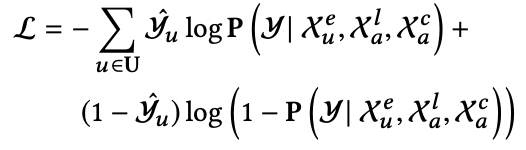 ℒ = − ∑_{u∈U} 𝒴̂_u log P(𝒴| 𝒳_u^e, 𝒳_a^l, 𝒳_a^c) +
(1 − 𝒴̂_u) log(1 − P(𝒴| 𝒳_u^e, 𝒳_a^l, 𝒳_a^c))